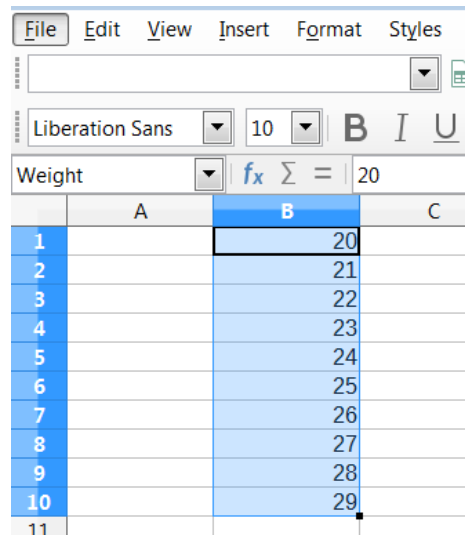 File Edit View Insert Format Styles
Liberation Sans 10 B I U
Weight fx Σ = 20
A B C
1 20
2 21
3 22
4 23
5 24
6 25
7 26
8 27
9 28
10 29
11